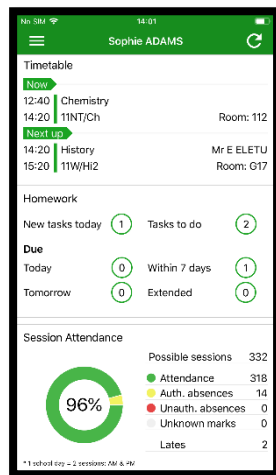 No SIM 14:01
Sophie ADAMS
Timetable
Now
12:40 Chemistry
14:20 11NT/Ch Room: 112
Next up
14:20 History Mr E ELETU
15:20 11W/Hi2 Room: G17
Homework
New tasks today 1 Tasks to do 2
Due
Today 0 Within 7 days 1
Tomorrow 0 Extended 0
Session Attendance
Possible sessions 332
Attendance 318
Auth. absences 14
96%
Unauth. absences 0
Unknown marks 0
Lates 2
* 1 school day = 2 sessions: AM & PM